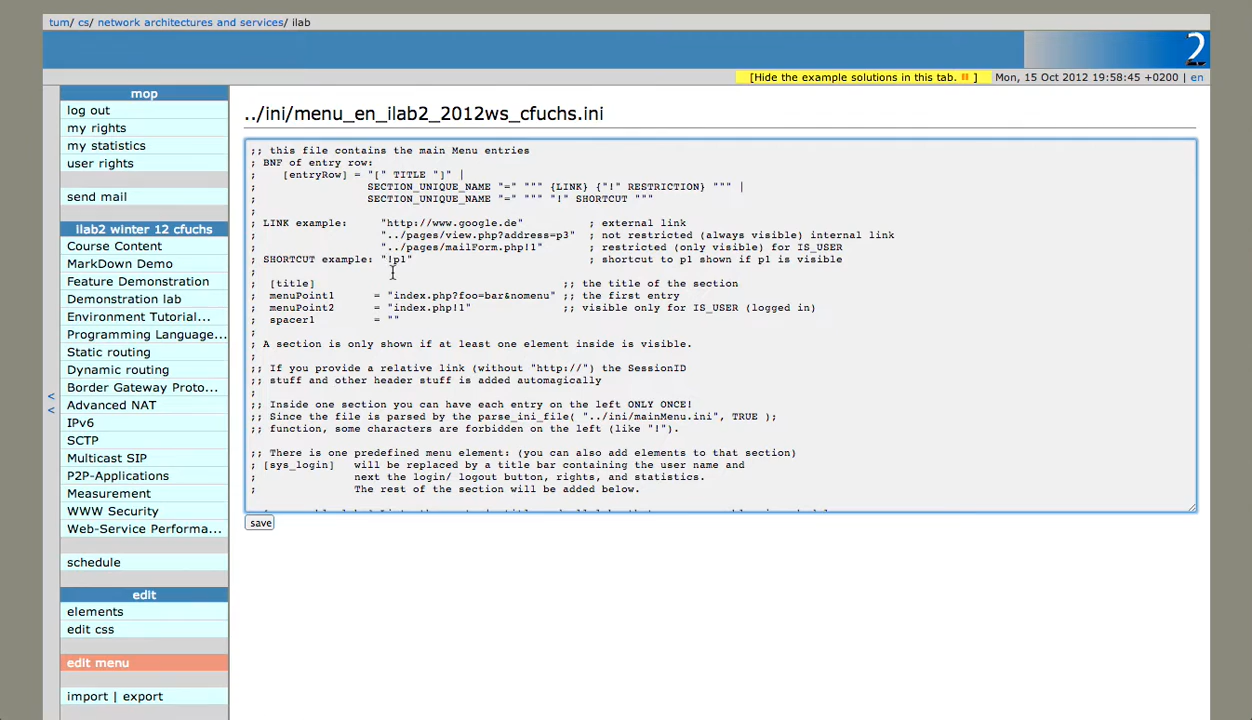 tum/ cs/ network architectures and services/ ilab
2
[Hide the example solutions in this tab. ] Mon, 15 Oct 2012 19:58:45 +0200 | en
mop
log out
my rights
my statistics
user rights
send mail
ilab2 winter 12 cfuchs
Course Content
MarkDown Demo
Feature Demonstration
Demonstration lab
Environment Tutorial...
Programming Language...
Static routing
Dynamic routing
Border Gateway Proto...
Advanced NAT
IPv6
SCTP
Multicast SIP
P2P-Applications
Measurement
WWW Security
Web-Service Performa...
schedule
edit
elements
edit css
edit menu
import | export
<
<
../ini/menu_en_ilab2_2012ws_cfuchs.ini
;; this file contains the main Menu entries
; BNF of entry row:
; [entryRow] = "[" TITLE "]" |
; SECTION_UNIQUE_NAME "=" """ {LINK} {"!" RESTRICTION} """ |
; SECTION_UNIQUE_NAME "=" """ "!" SHORTCUT """
;
; LINK example: "http://www.google.de" ; external link
; "../pages/view.php?address=p3" ; not restricted (always visible) internal link
; "../pages/mailForm.php!1" ; restricted (only visible) for IS_USER
; SHORTCUT example: "!p1" ; shortcut to p1 shown if p1 is visible
;
; [title] ;; the title of the section
; menuPoint1 = "index.php?foo=bar&nomenu" ;; the first entry
; menuPoint2 = "index.php!1" ;; visible only for IS_USER (logged in)
; spacer1 = ""
;
; A section is only shown if at least one element inside is visible.
;
;; If you provide a relative link (without "http://") the SessionID
;; stuff and other header stuff is added automagically
;
;; Inside one section you can have each entry on the left ONLY ONCE!
;; Since the file is parsed by the parse_ini_file( "../ini/mainMenu.ini", TRUE );
;; function, some characters are forbidden on the left (like "!").
;; There is one predefined menu element: (you can also add elements to that section)
; [sys_login] will be replaced by a title bar containing the user name and
; next the login/ logout button, rights, and statistics.
; The rest of the section will be added below.
save